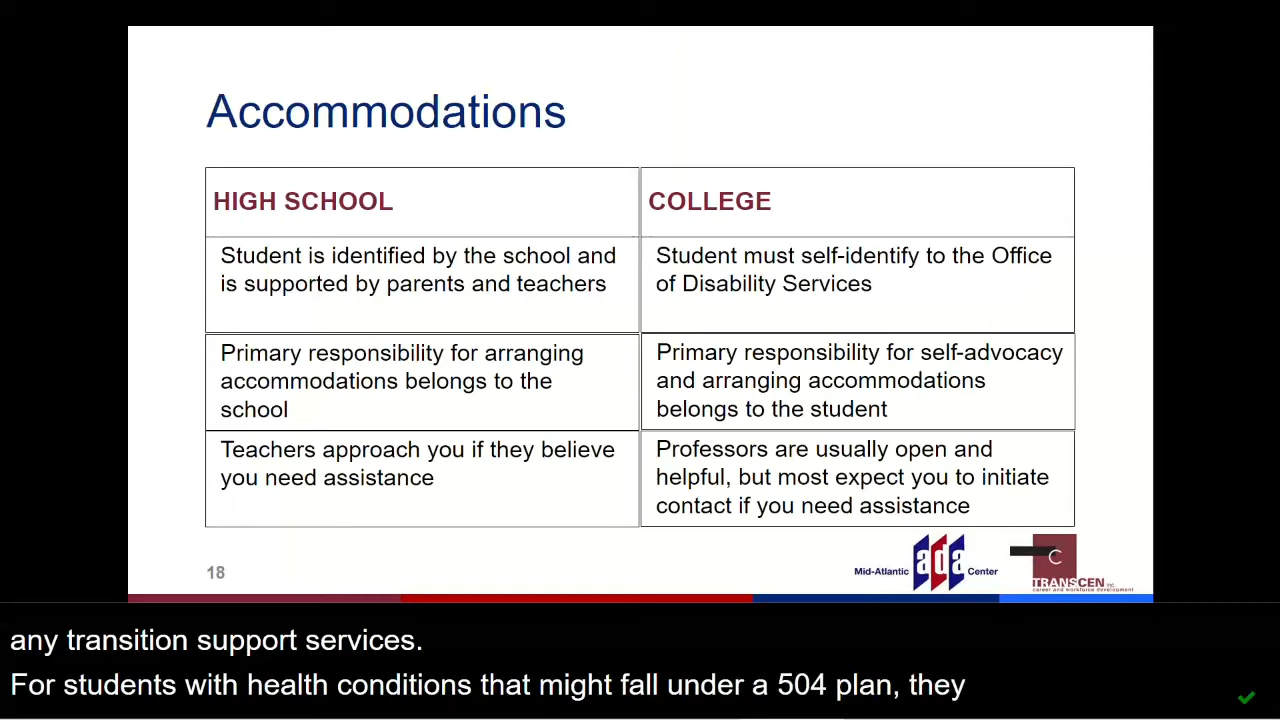 Accommodations
HIGH SCHOOL
COLLEGE
Student is identified by the school and
is supported by parents and teachers
Student must self-identify to the Office
of Disability Services
Primary responsibility for arranging
accommodations belongs to the
school
Primary responsibility for self-advocacy
and arranging accommodations
belongs to the student
Teachers approach you if they believe
you need assistance
Professors are usually open and
helpful, but most expect you to initiate
contact if you need assistance
18
Mid-Atlantic ada Center
C
TRANSCEN inc.
career and workforce development
any transition support services.
For students with health conditions that might fall under a 504 plan, they